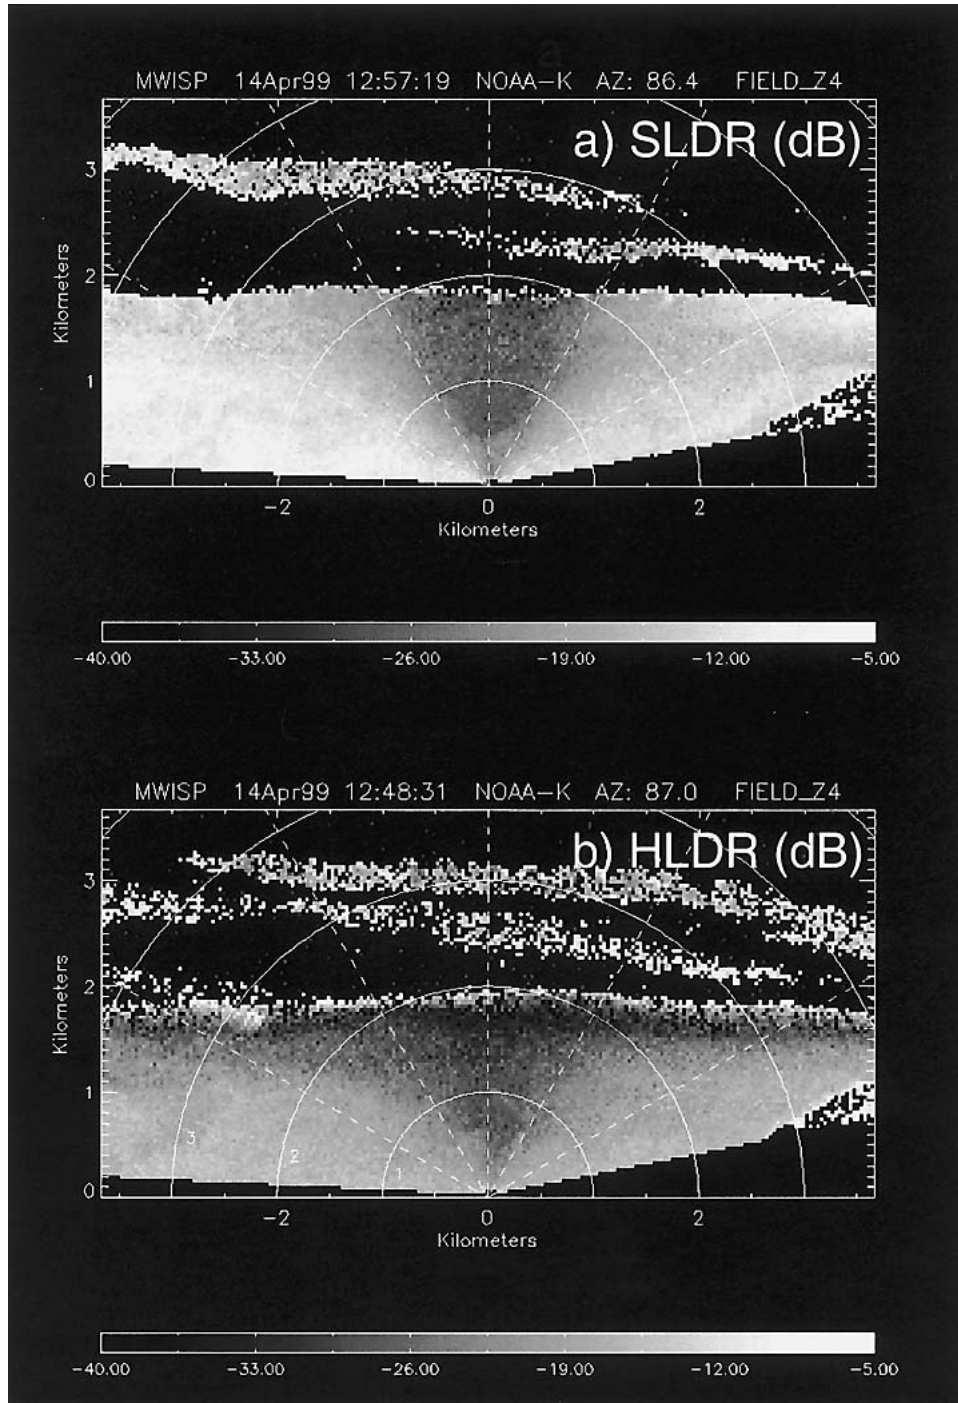 MWISP 14Apr99 12:57:19 NOAA-K AZ: 86.4 FIELD_Z4
a) SLDR (dB)
3
2
1
0
Kilometers
-2 0 2
Kilometers
-40.00 -33.00 -26.00 -19.00 -12.00 -5.00
MWISP 14Apr99 12:48:31 NOAA-K AZ: 87.0 FIELD_Z4
b) HLDR (dB)
3
2
1
0
Kilometers
3 2 1
-2 0 2
Kilometers
-40.00 -33.00 -26.00 -19.00 -12.00 -5.00